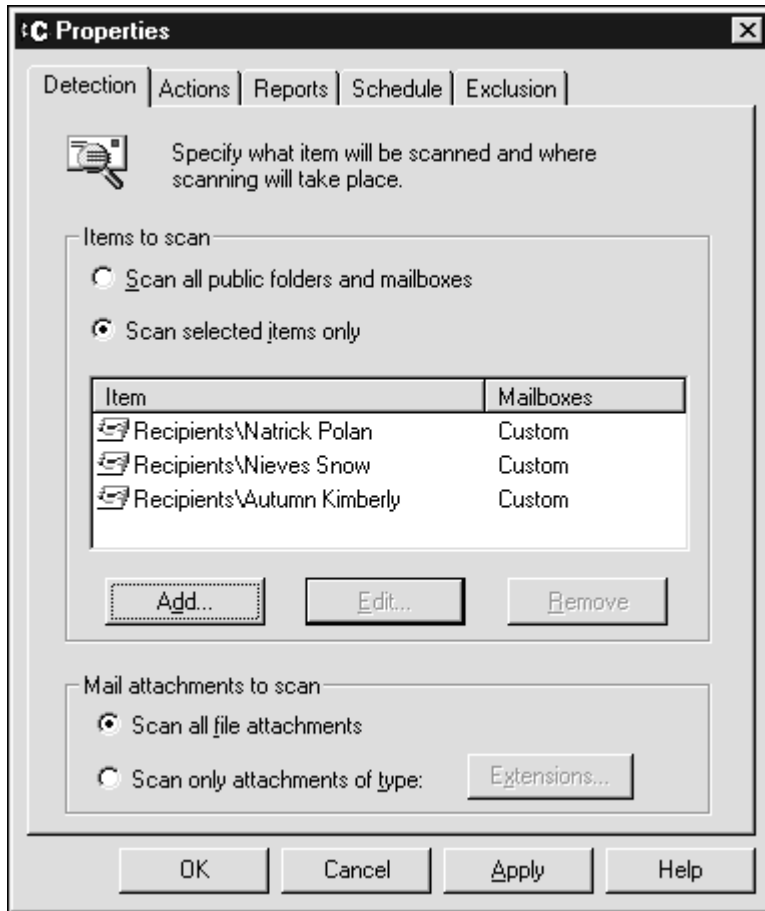 C Properties
Detection Actions Reports Schedule Exclusion
Specify what item will be scanned and where
scanning will take place.
Items to scan
Scan all public folders and mailboxes
Scan selected items only
Item Mailboxes
Recipients\Natrick Polan Custom
Recipients\Nieves Snow Custom
Recipients\Autumn Kimberly Custom
Add... Edit... Remove
Mail attachments to scan
Scan all file attachments
Scan only attachments of type: Extensions...
OK Cancel Apply Help